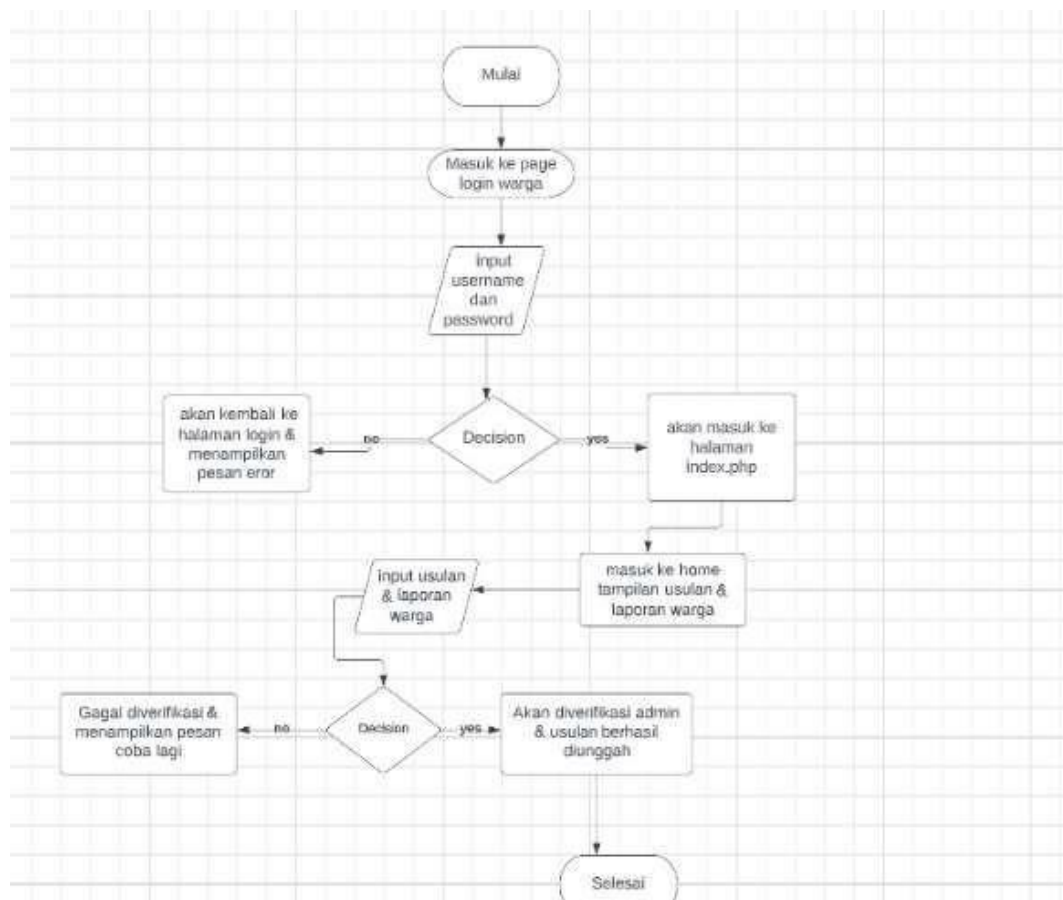 Mulai
Masuk ke page
login warga
input
username
dan
password
akan kembali ke
halaman login &
menampilkan
pesan eror
no
Decision
yes
akan masuk ke
halaman
index.php
masuk ke home
tampilan usulan &
laporan warga
input usulan
& laporan
warga
Gagal diverifikasi &
menampilkan pesan
coba lagi
no
Decision
yes
Akan diverifikasi admin
& usulan berhasil
diunggah
Selesai